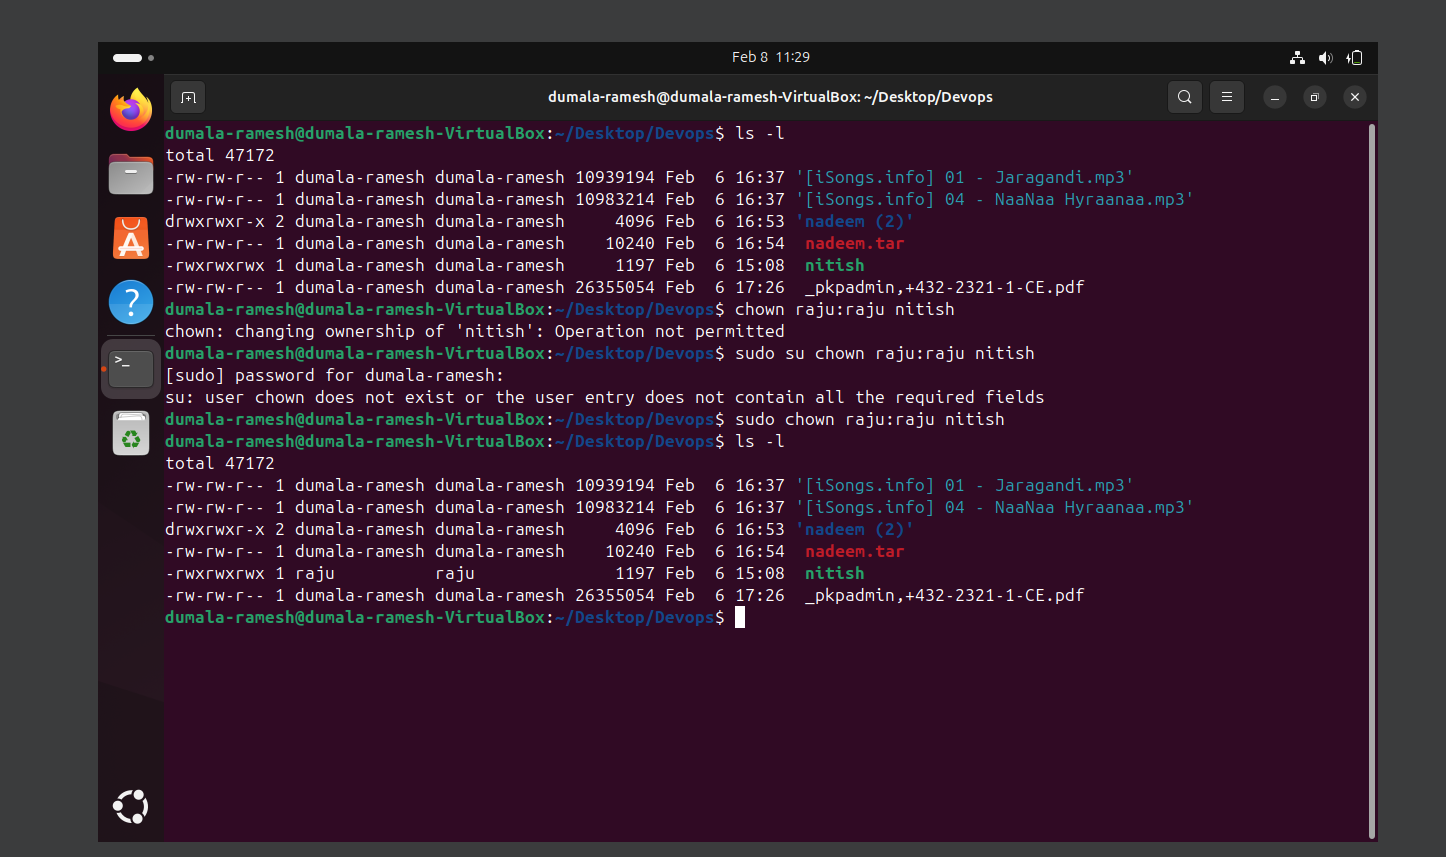 Feb 8 11:29
dumala-ramesh@dumala-ramesh-VirtualBox: ~/Desktop/Devops
dumala-ramesh@dumala-ramesh-VirtualBox:~/Desktop/Devops$ ls -l
total 47172
-rw-rw-r-- 1 dumala-ramesh dumala-ramesh 10939194 Feb  6 16:37 '[iSongs.info] 01 - Jaragandi.mp3'
-rw-rw-r-- 1 dumala-ramesh dumala-ramesh 10983214 Feb  6 16:37 '[iSongs.info] 04 - NaaNaa Hyraanaa.mp3'
drwxrwxr-x 2 dumala-ramesh dumala-ramesh     4096 Feb  6 16:53 'nadeem (2)'
-rw-rw-r-- 1 dumala-ramesh dumala-ramesh    10240 Feb  6 16:54  nadeem.tar
-rwxrwxrwx 1 dumala-ramesh dumala-ramesh     1197 Feb  6 15:08  nitish
-rw-rw-r-- 1 dumala-ramesh dumala-ramesh 26355054 Feb  6 17:26  _pkpadmin,+432-2321-1-CE.pdf
dumala-ramesh@dumala-ramesh-VirtualBox:~/Desktop/Devops$ chown raju:raju nitish
chown: changing ownership of 'nitish': Operation not permitted
dumala-ramesh@dumala-ramesh-VirtualBox:~/Desktop/Devops$ sudo su chown raju:raju nitish
[sudo] password for dumala-ramesh:
su: user chown does not exist or the user entry does not contain all the required fields
dumala-ramesh@dumala-ramesh-VirtualBox:~/Desktop/Devops$ sudo chown raju:raju nitish
dumala-ramesh@dumala-ramesh-VirtualBox:~/Desktop/Devops$ ls -l
total 47172
-rw-rw-r-- 1 dumala-ramesh dumala-ramesh 10939194 Feb  6 16:37 '[iSongs.info] 01 - Jaragandi.mp3'
-rw-rw-r-- 1 dumala-ramesh dumala-ramesh 10983214 Feb  6 16:37 '[iSongs.info] 04 - NaaNaa Hyraanaa.mp3'
drwxrwxr-x 2 dumala-ramesh dumala-ramesh     4096 Feb  6 16:53 'nadeem (2)'
-rw-rw-r-- 1 dumala-ramesh dumala-ramesh    10240 Feb  6 16:54  nadeem.tar
-rwxrwxrwx 1 raju          raju              1197 Feb  6 15:08  nitish
-rw-rw-r-- 1 dumala-ramesh dumala-ramesh 26355054 Feb  6 17:26  _pkpadmin,+432-2321-1-CE.pdf
dumala-ramesh@dumala-ramesh-VirtualBox:~/Desktop/Devops$